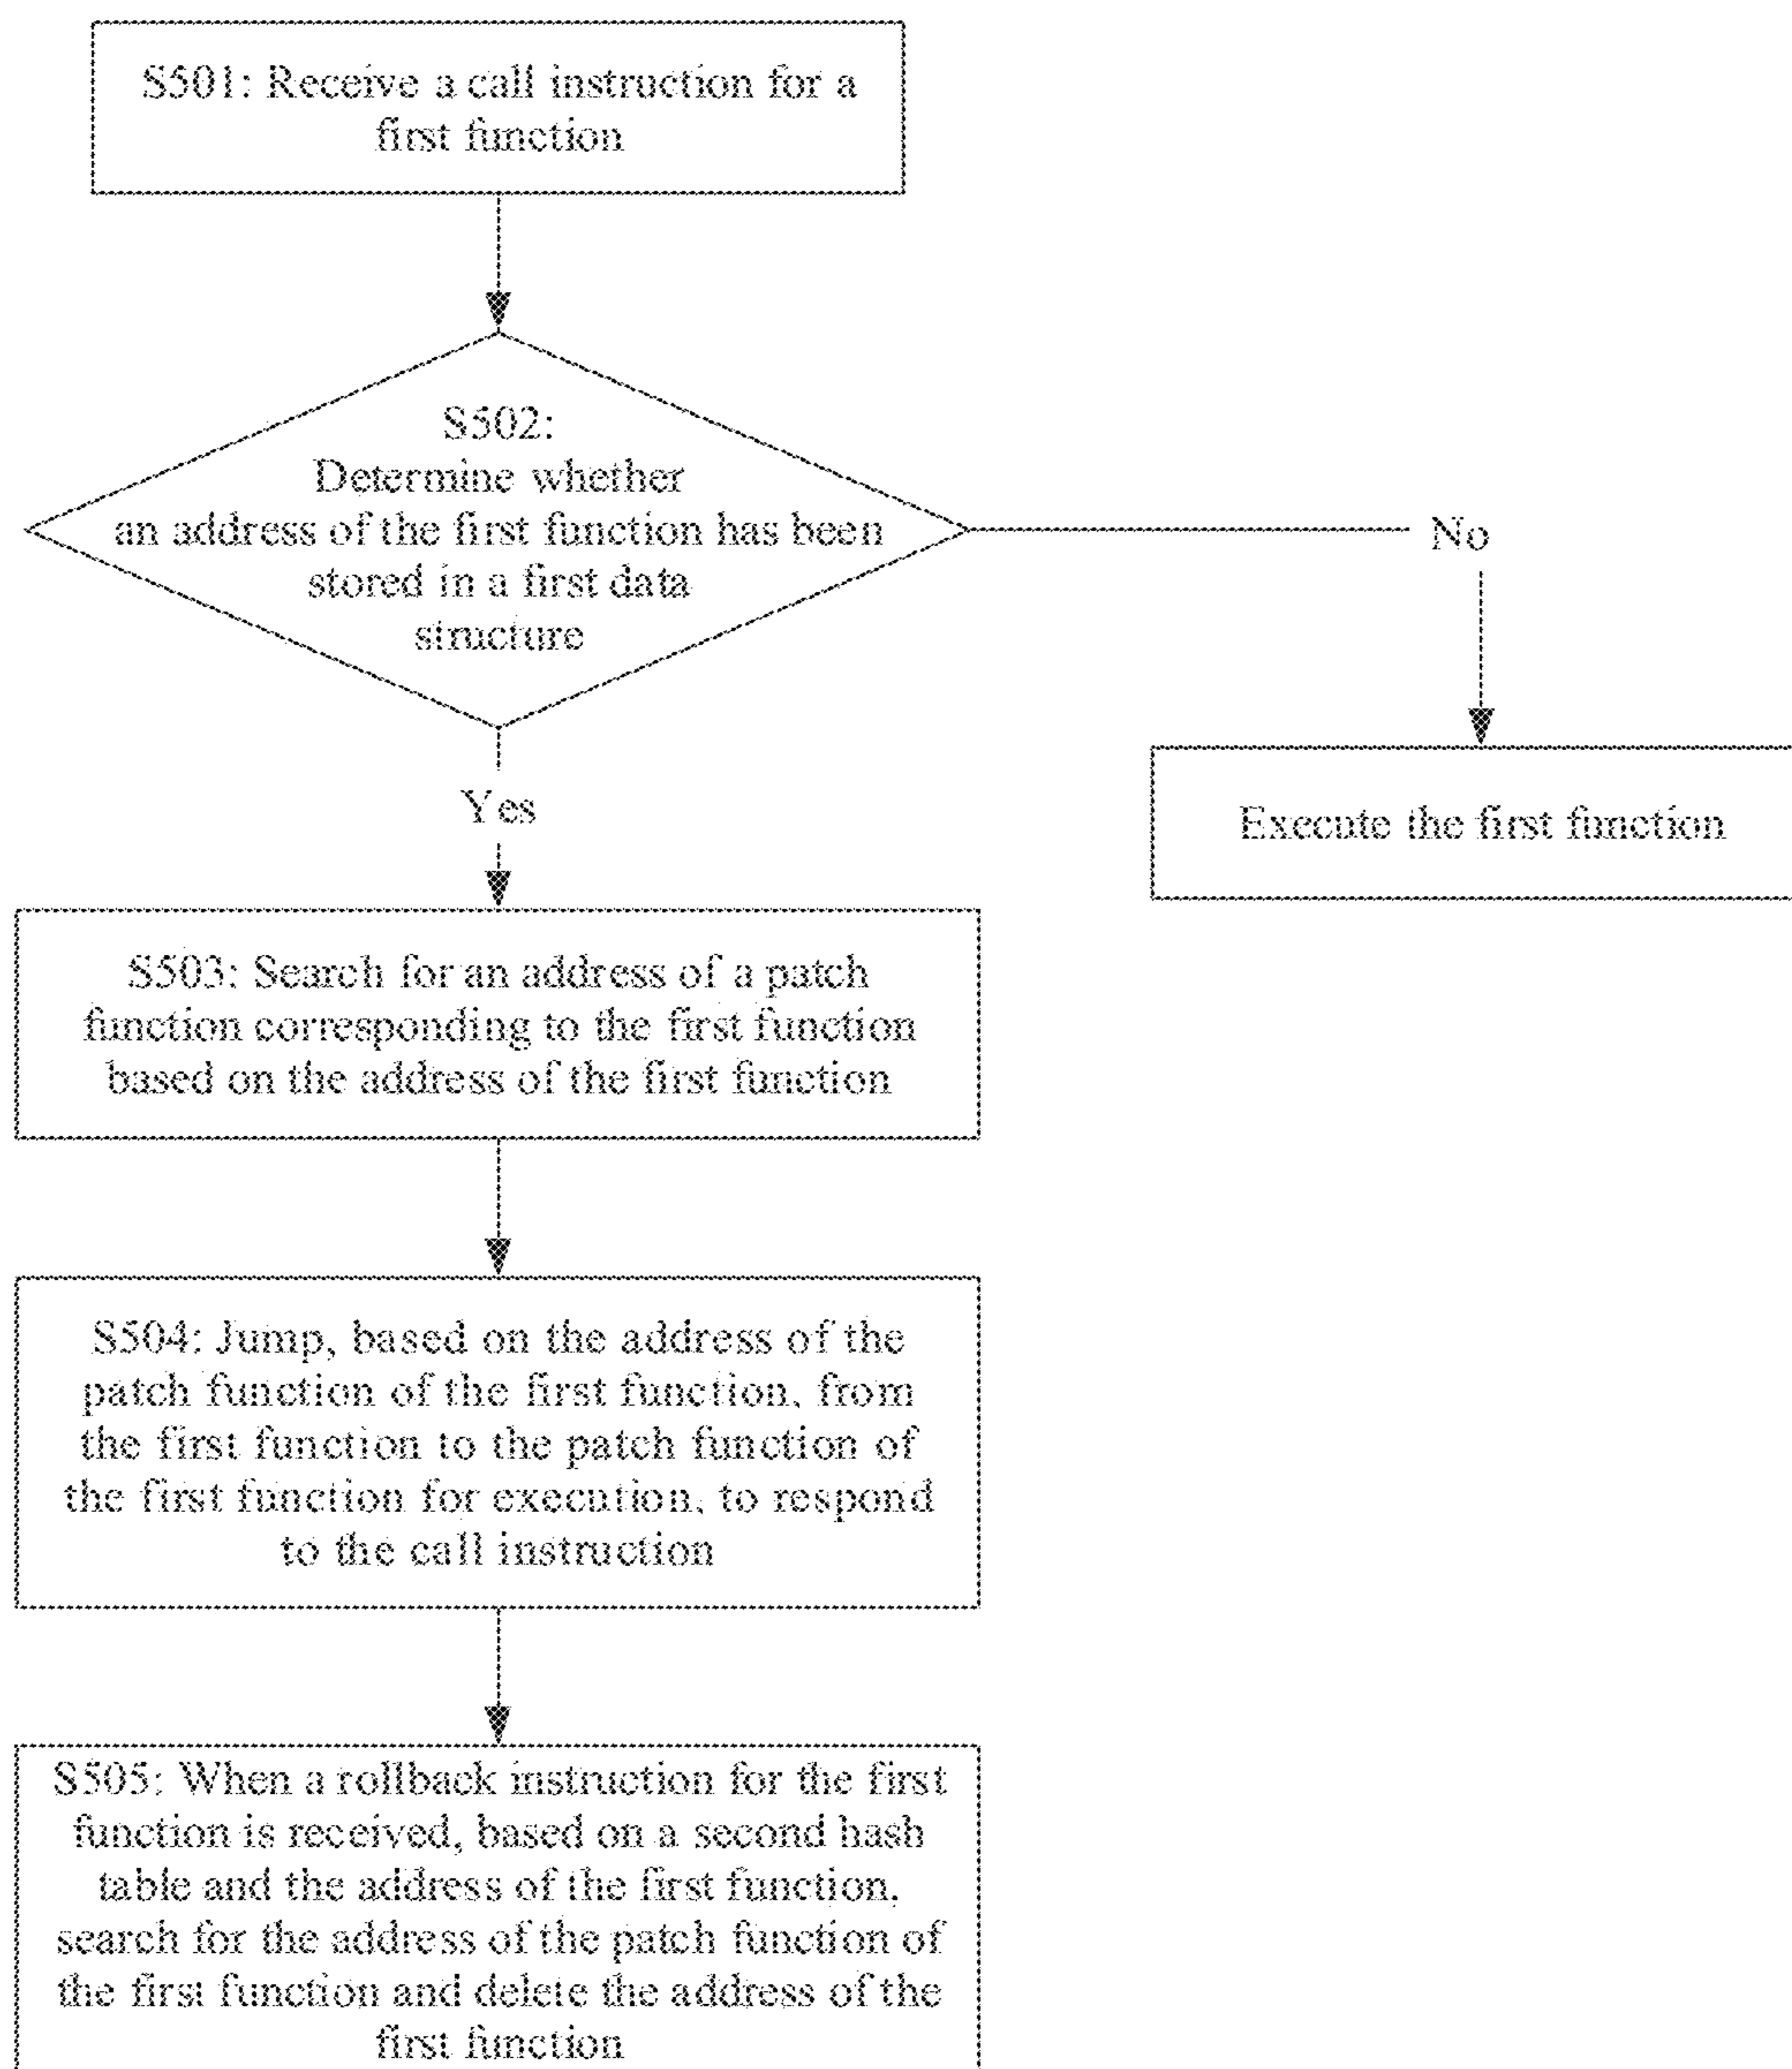 S501: Receive a call instruction for a
first function
S502:
Determine whether
an address of the first function has been
stored in a first data
structure
No
Yes
Execute the first function
S503: Search for an address of a patch
function corresponding to the first function
based on the address of the first function
S504: Jump, based on the address of the
patch function of the first function, from
the first function to the patch function of
the first function for execution, to respond
to the call instruction
S505: When a rollback instruction for the first
function is received, based on a second hash
table and the address of the first function,
search for the address of the patch function of
the first function and delete the address of the
first function